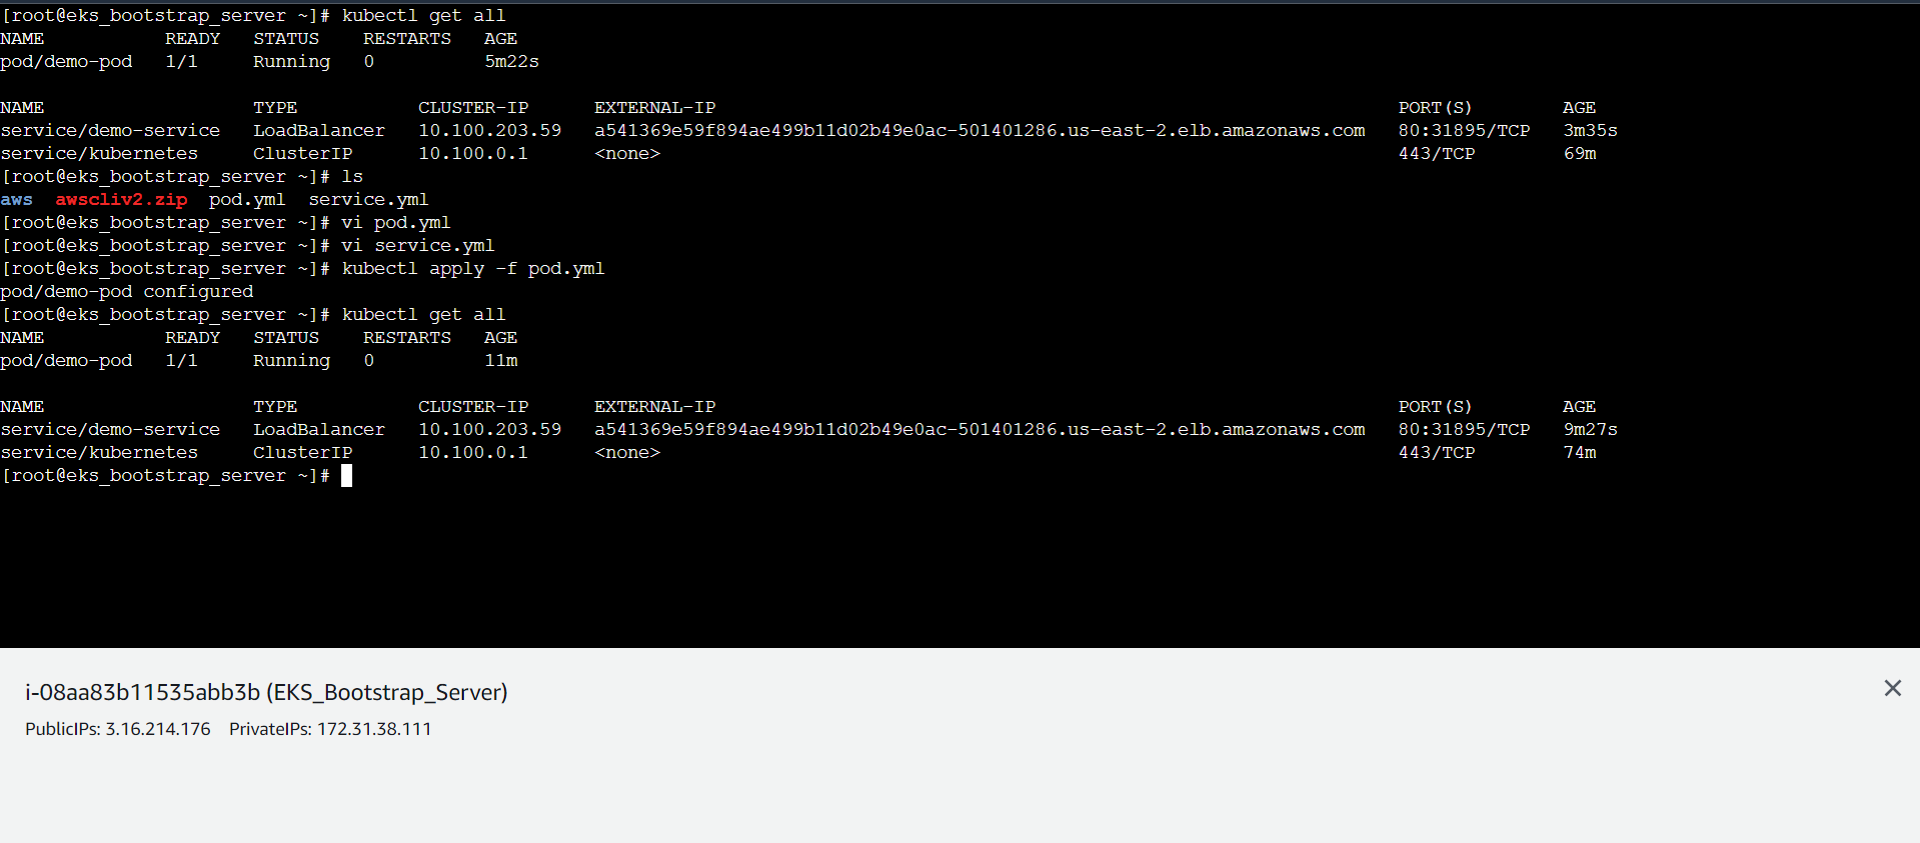 [root@eks_bootstrap_server ~]# kubectl get all
NAME           READY   STATUS    RESTARTS   AGE
pod/demo-pod   1/1     Running   0          5m22s
NAME                   TYPE           CLUSTER-IP      EXTERNAL-IP                                                              PORT(S)        AGE
service/demo-service   LoadBalancer   10.100.203.59   a541369e59f894ae499b11d02b49e0ac-501401286.us-east-2.elb.amazonaws.com   80:31895/TCP   3m35s
service/kubernetes     ClusterIP      10.100.0.1      <none>                                                                   443/TCP        69m
[root@eks_bootstrap_server ~]# ls
aws  awscliv2.zip  pod.yml  service.yml
[root@eks_bootstrap_server ~]# vi pod.yml
[root@eks_bootstrap_server ~]# vi service.yml
[root@eks_bootstrap_server ~]# kubectl apply -f pod.yml
pod/demo-pod configured
[root@eks_bootstrap_server ~]# kubectl get all
NAME           READY   STATUS    RESTARTS   AGE
pod/demo-pod   1/1     Running   0          11m
NAME                   TYPE           CLUSTER-IP      EXTERNAL-IP                                                              PORT(S)        AGE
service/demo-service   LoadBalancer   10.100.203.59   a541369e59f894ae499b11d02b49e0ac-501401286.us-east-2.elb.amazonaws.com   80:31895/TCP   9m27s
service/kubernetes     ClusterIP      10.100.0.1      <none>                                                                   443/TCP        74m
[root@eks_bootstrap_server ~]#
i-08aa83b11535abb3b (EKS_Bootstrap_Server)
PublicIPs: 3.16.214.176    PrivateIPs: 172.31.38.111